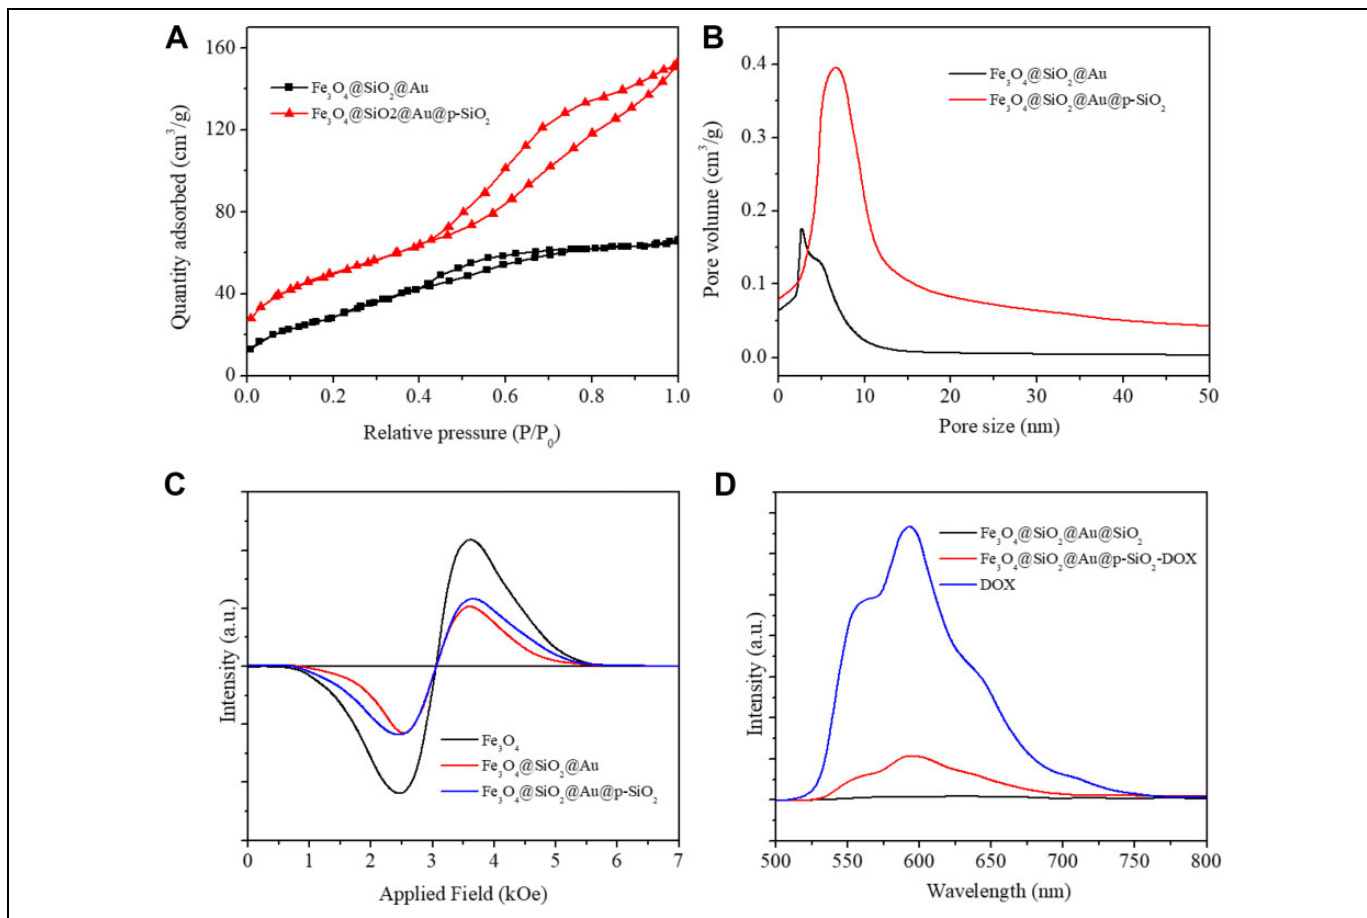 A
160
120
80
40
0
Quantity adsorbed (cm³/g)
Fe₃O₄@SiO₂@Au
Fe₃O₄@SiO2@Au@p-SiO₂
0.0 0.2 0.4 0.6 0.8 1.0
Relative pressure (P/P₀)
B
0.4
0.3
0.2
0.1
0.0
Pore volume (cm³/g)
Fe₃O₄@SiO₂@Au
Fe₃O₄@SiO₂@Au@p-SiO₂
0 10 20 30 40 50
Pore size (nm)
C
Intensity (a.u.)
Fe₃O₄
Fe₃O₄@SiO₂@Au
Fe₃O₄@SiO₂@Au@p-SiO₂
0 1 2 3 4 5 6 7
Applied Field (kOe)
D
Intensity (a.u.)
Fe₃O₄@SiO₂@Au@SiO₂
Fe₃O₄@SiO₂@Au@p-SiO₂-DOX
DOX
500 550 600 650 700 750 800
Wavelength (nm)